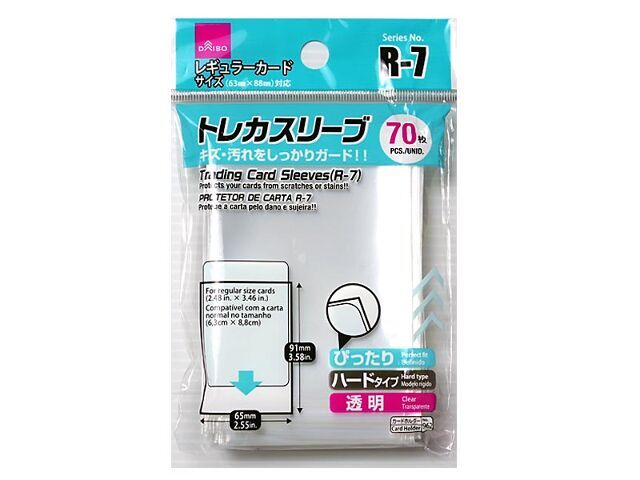 DAISO
Series No.
R-7
レギュラーカード
サイズ (63mm×88mm)対応
トレカスリーブ
70枚
PCS./UNID.
キズ・汚れをしっかりガード!!
Trading Card Sleeves(R-7)
Protects your cards from scratches or stains!!
PROTETOR DE CARTA R-7
Protege a carta pelo dano e sujeira!!
For regular size cards
(2.48 in. × 3.46 in.)
Compatível com a carta
normal no tamanho
(6,3cm × 8,8cm)
91mm
3.58in.
65mm
2.55in.
ぴったり
Perfect fit
Definido
ハードタイプ
Hard type
Modelo rígido
透明
Clear
Transparente
カードホルダー
Card Holder